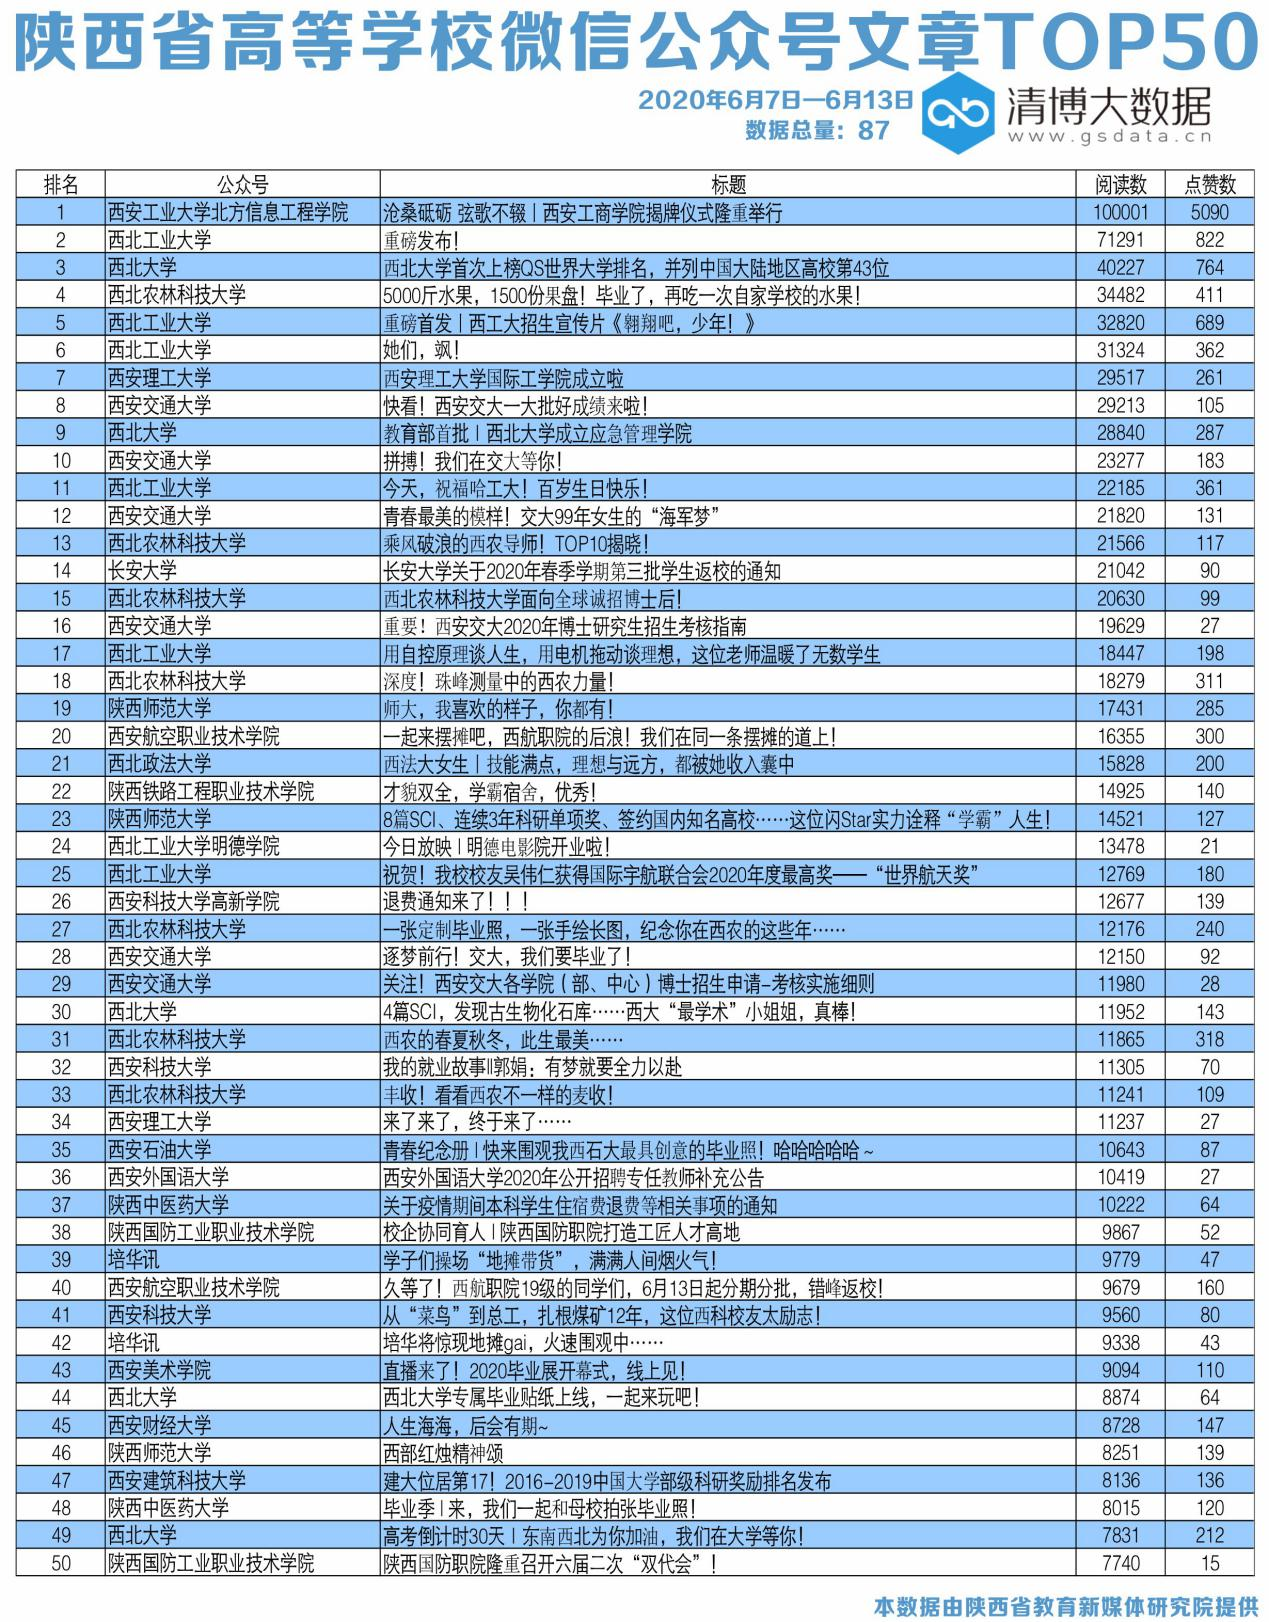 陕西省高等学校微信公众号文章TOP50
2020年6月7日—6月13日
数据总量：87
清博大数据
www.gsdata.cn
排名 公众号 标题 阅读数 点赞数
1 西安工业大学北方信息工程学院 沧桑砥砺 弦歌不辍 | 西安工商学院揭牌仪式隆重举行 100001 5090
2 西北工业大学 重磅发布！ 71291 822
3 西北大学 西北大学首次上榜QS世界大学排名，并列中国大陆地区高校第43位 40227 764
4 西北农林科技大学 5000斤水果，1500份果盘！毕业了，再吃一次自家学校的水果！ 34482 411
5 西北工业大学 重磅首发 | 西工大招生宣传片《翱翔吧，少年！》 32820 689
6 西北工业大学 她们，飒！ 31324 362
7 西安理工大学 西安理工大学国际工学院成立啦 29517 261
8 西安交通大学 快看！西安交大一大批好成绩来啦！ 29213 105
9 西北大学 教育部首批 | 西北大学成立应急管理学院 28840 287
10 西安交通大学 拼搏！我们在交大等你！ 23277 183
11 西北工业大学 今天，祝福哈工大！百岁生日快乐！ 22185 361
12 西安交通大学 青春最美的模样！交大99年女生的“海军梦” 21820 131
13 西北农林科技大学 乘风破浪的西农导师！TOP10揭晓！ 21566 117
14 长安大学 长安大学关于2020年春季学期第三批学生返校的通知 21042 90
15 西北农林科技大学 西北农林科技大学面向全球诚招博士后！ 20630 99
16 西安交通大学 重要！西安交大2020年博士研究生招生考核指南 19629 27
17 西北工业大学 用自控原理谈人生，用电机拖动谈理想，这位老师温暖了无数学生 18447 198
18 西北农林科技大学 深度！珠峰测量中的西农力量！ 18279 311
19 陕西师范大学 师大，我喜欢的样子，你都有！ 17431 285
20 西安航空职业技术学院 一起来摆摊吧，西航职院的后浪！我们在同一条摆摊的道上！ 16355 300
21 西北政法大学 西法大女生 | 技能满点，理想与远方，都被她收入囊中 15828 200
22 陕西铁路工程职业技术学院 才貌双全，学霸宿舍，优秀！ 14925 140
23 陕西师范大学 8篇SCI、连续3年科研单项奖、签约国内知名高校……这位闪Star实力诠释“学霸”人生！ 14521 127
24 西北工业大学明德学院 今日放映 | 明德电影院开业啦！ 13478 21
25 西北工业大学 祝贺！我校校友吴伟仁获得国际宇航联合会2020年度最高奖——“世界航天奖” 12769 180
26 西安科技大学高新学院 退费通知来了！！！ 12677 139
27 西北农林科技大学 一张定制毕业照，一张手绘长图，纪念你在西农的这些年…… 12176 240
28 西安交通大学 逐梦前行！交大，我们要毕业了！ 12150 92
29 西安交通大学 关注！西安交大各学院（部、中心）博士招生申请-考核实施细则 11980 28
30 西北大学 4篇SCI，发现古生物化石库……西大“最学术”小姐姐，真棒！ 11952 143
31 西北农林科技大学 西农的春夏秋冬，此生最美…… 11865 318
32 西安科技大学 我的就业故事||郭娟：有梦就要全力以赴 11305 70
33 西北农林科技大学 丰收！看看西农不一样的麦收！ 11241 109
34 西安理工大学 来了来了，终于来了…… 11237 27
35 西安石油大学 青春纪念册 | 快来围观我西石大最具创意的毕业照！哈哈哈哈哈～ 10643 87
36 西安外国语大学 西安外国语大学2020年公开招聘专任教师补充公告 10419 27
37 陕西中医药大学 关于疫情期间本科学生住宿费退费等相关事项的通知 10222 64
38 陕西国防工业职业技术学院 校企协同育人 | 陕西国防职院打造工匠人才高地 9867 52
39 培华讯 学子们操场“地摊带货”，满满人间烟火气！ 9779 47
40 西安航空职业技术学院 久等了！西航职院19级的同学们，6月13日起分期分批，错峰返校！ 9679 160
41 西安科技大学 从“菜鸟”到总工，扎根煤矿12年，这位西科校友太励志！ 9560 80
42 培华讯 培华将惊现地摊gai，火速围观中…… 9338 43
43 西安美术学院 直播来了！2020毕业展开幕式，线上见！ 9094 110
44 西北大学 西北大学专属毕业贴纸上线，一起来玩吧！ 8874 64
45 西安财经大学 人生海海，后会有期~ 8728 147
46 陕西师范大学 西部红烛精神颂 8251 139
47 西安建筑科技大学 建大位居第17！2016-2019中国大学部级科研奖励排名发布 8136 136
48 陕西中医药大学 毕业季 | 来，我们一起和母校拍张毕业照！ 8015 120
49 西北大学 高考倒计时30天 | 东南西北为你加油，我们在大学等你！ 7831 212
50 陕西国防工业职业技术学院 陕西国防职院隆重召开六届二次“双代会”！ 7740 15
本数据由陕西省教育新媒体研究院提供